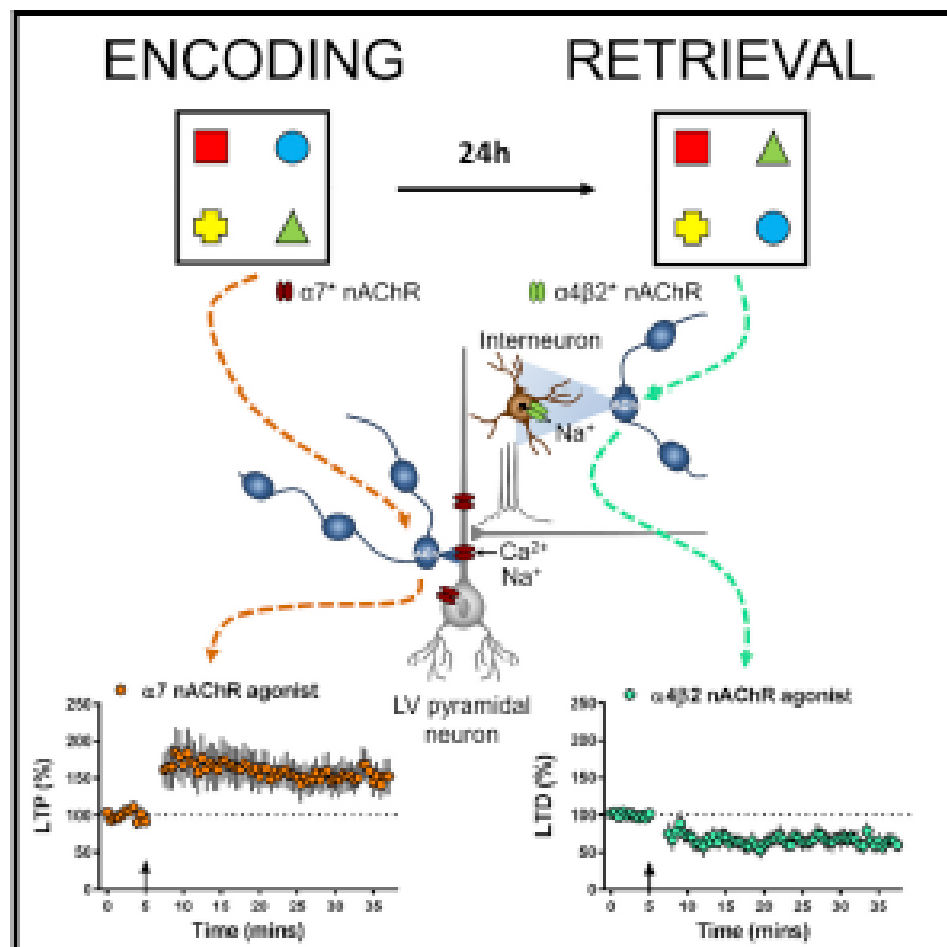 ENCODING
RETRIEVAL
24h
α7* nAChR
α4β2* nAChR
Interneuron
Na⁺
Ca²⁺
Na⁺
LV pyramidal
neuron
α7 nAChR agonist
LTP (%)
250
200
150
100
50
0
0 5 10 15 20 25 30 35
Time (mins)
α4β2 nAChR agonist
LTD (%)
250
200
150
100
50
0
0 5 10 15 20 25 30 35
Time (mins)